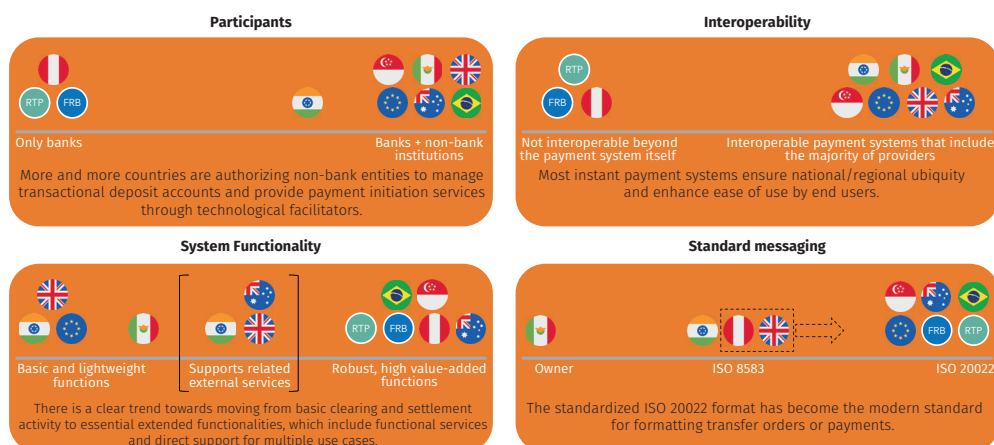 Participants
RTP
FRB
Only banks
Banks + non-bank
institutions
More and more countries are authorizing non-bank entities to manage
transactional deposit accounts and provide payment initiation services
through technological facilitators.
Interoperability
RTP
FRB
Not interoperable beyond
the payment system itself
Interoperable payment systems that include
the majority of providers
Most instant payment systems ensure national/regional ubiquity
and enhance ease of use by end users.
System Functionality
RTP
FRB
Basic and lightweight
functions
Supports related
external services
Robust, high value-added
functions
There is a clear trend towards moving from basic clearing and settlement
activity to essential extended functionalities, which include functional services
and direct support for multiple use cases.
Standard messaging
FRB
RTP
Owner
ISO 8583
ISO 20022
The standardized ISO 20022 format has become the modern standard
for formatting transfer orders or payments.